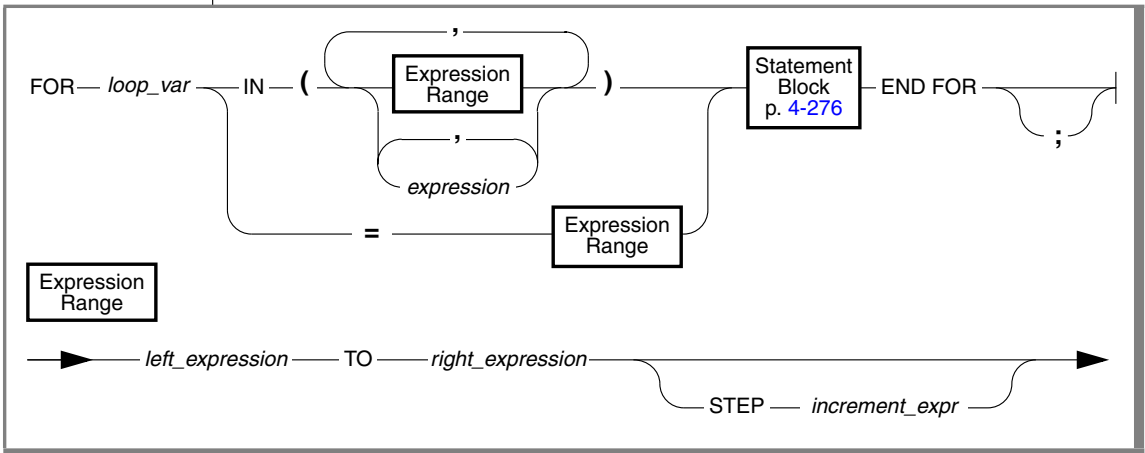 ,
FOR loop_var IN ( Expression Range ) Statement Block p. 4-276 END FOR
;
,
expression
= Expression Range
Expression
Range
left_expression TO right_expression
STEP increment_expr